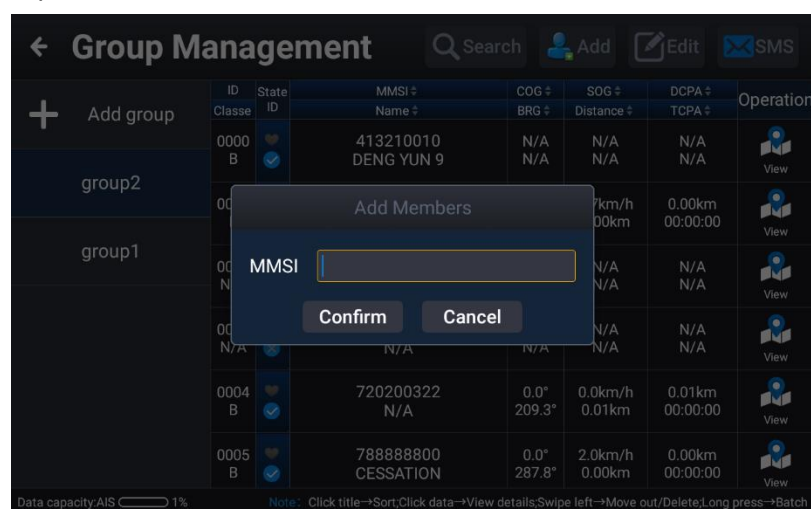 Group Management
Search Add Edit SMS
Add group
group2
group1
ID State MMSI COG SOG DCPA Operation
Classe ID Name BRG Distance TCPA
0000 413210010 N/A N/A N/A
B DENG YUN 9 N/A N/A N/A View
km/h 0.00km
00km 00:00:00 View
N/A N/A
N/A N/A View
N/A N/A
N/A N/A N/A N/A N/A View
0004 720200322 0.0° 0.0km/h 0.01km
B N/A 209.3° 0.01km 00:00:00 View
0005 788888800 0.0° 2.0km/h 0.00km
B CESSATION 287.8° 0.00km 00:00:00 View
Add Members
MMSI
Confirm Cancel
Data capacity:AIS 1% Note: Click title→Sort;Click data→View details;Swipe left→Move out/Delete;Long press→Batch